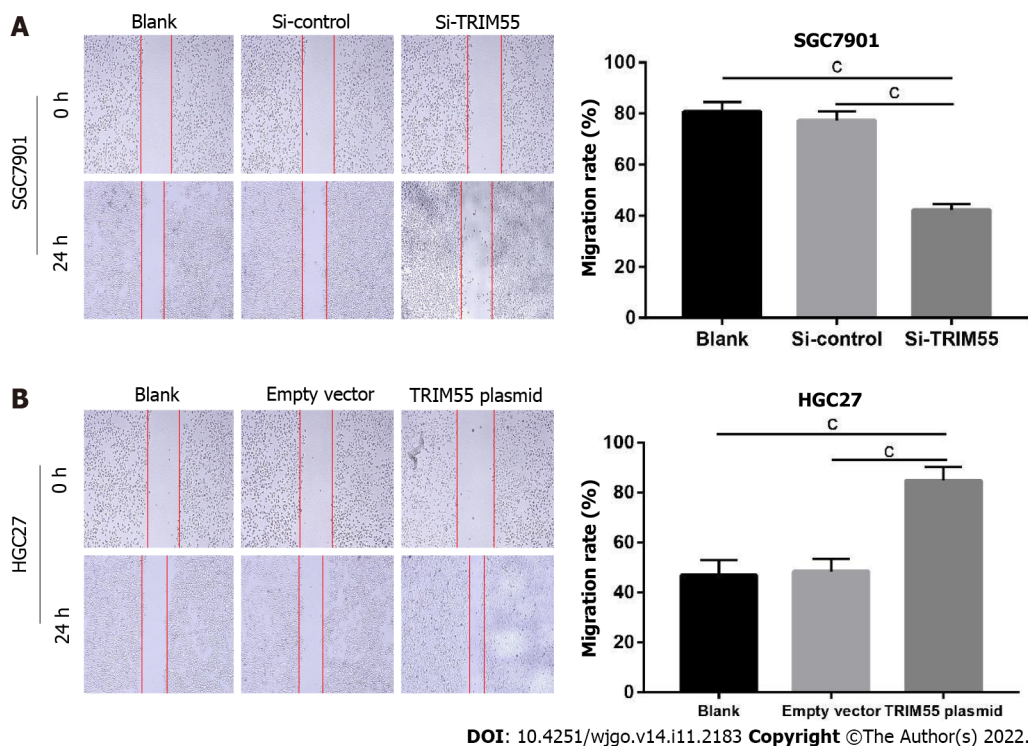 A
Blank
Si-control
Si-TRIM55
SGC7901
0 h
24 h
SGC7901
Migration rate (%)
100
80
60
40
20
0
C
C
Blank
Si-control
Si-TRIM55
B
Blank
Empty vector
TRIM55 plasmid
HGC27
0 h
24 h
HGC27
Migration rate (%)
100
80
60
40
20
0
C
C
Blank
Empty vector
TRIM55 plasmid
DOI: 10.4251/wjgo.v14.i11.2183 Copyright ©The Author(s) 2022.